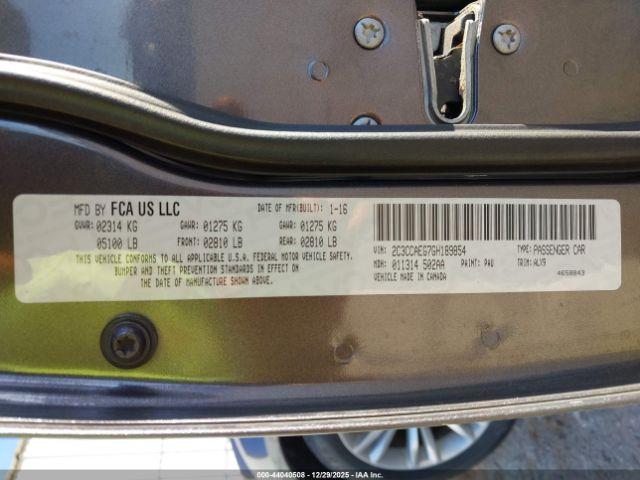 MFD BY FCA US LLC DATE OF MFR(BUILT): 1-16
GVWR: 02314 KG GAWR: 01275 KG GAWR: 01275 KG
05100 LB FRONT: 02810 LB REAR: 02810 LB
THIS VEHICLE CONFORMS TO ALL APPLICABLE U.S.A. FEDERAL MOTOR VEHICLE SAFETY,
BUMPER AND THEFT PREVENTION STANDARDS IN EFFECT ON
THE DATE OF MANUFACTURE SHOWN ABOVE.
VIN: 2C3CCAEG7GH189854 TYPE: PASSENGER CAR
MDH: 011314 502AA PAINT: PAU TRIM: ALX9
VEHICLE MADE IN CANADA 4658843
000-44040508 - 12/29/2025 - IAAI.COM